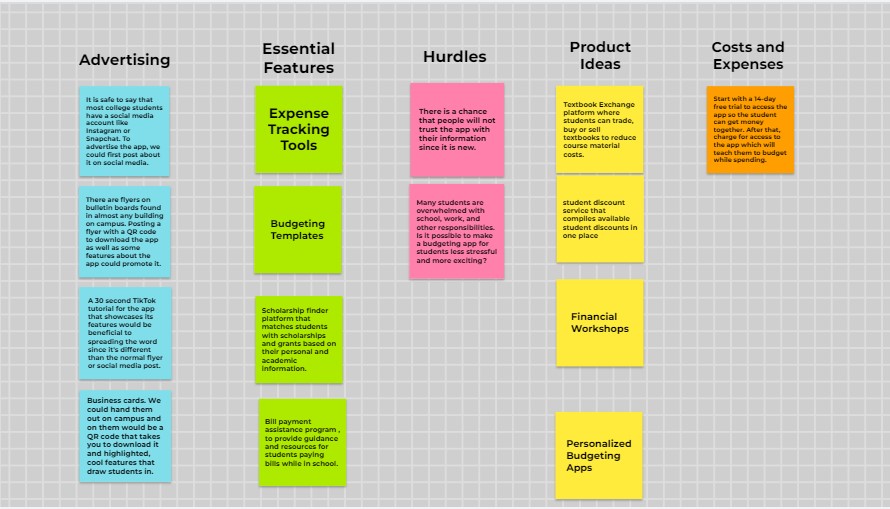 Advertising
It is safe to say that
most college students
have a social media
account like
Instagram or
Snapchat. To
advertise the app, we
could first post about
it on social media.
There are flyers on
bulletin boards found
in almost any building
on campus. Posting a
flyer with a QR code
to download the app
as well as some
features about the
app could promote it.
A 30 second TikTok
tutorial for the app
that showcases its
features would be
beneficial to
spreading the word
since it's different
than the normal flyer
or social media post.
Business cards. We
could hand them
out on campus and
on them would be a
QR code that takes
you to download it
and highlighted,
cool features that
draw students in.
Essential
Features
Expense
Tracking
Tools
Budgeting
Templates
Scholarship finder
platform that
matches students
with scholarships
and grants based on
their personal and
academic
information.
Bill payment
assistance program ,
to provide guidance
and resources for
students paying
bills while in school.
Hurdles
There is a chance
that people will not
trust the app with
their information
since it is new.
Many students are
overwhelmed with
school, work, and
other responsibilities.
Is it possible to make
a budgeting app for
students less stressful
and more exciting?
Product
Ideas
Textbook Exchange
platform where
students can trade,
buy or sell
textbooks to reduce
course material
costs.
student discount
service that
compiles available
student discounts in
one place
Financial
Workshops
Personalized
Budgeting
Apps
Costs and
Expenses
Start with a 14-day
free trial to access the
app so the student
can get money
together. After that,
charge for access to
the app which will
teach them to budget
while spending.